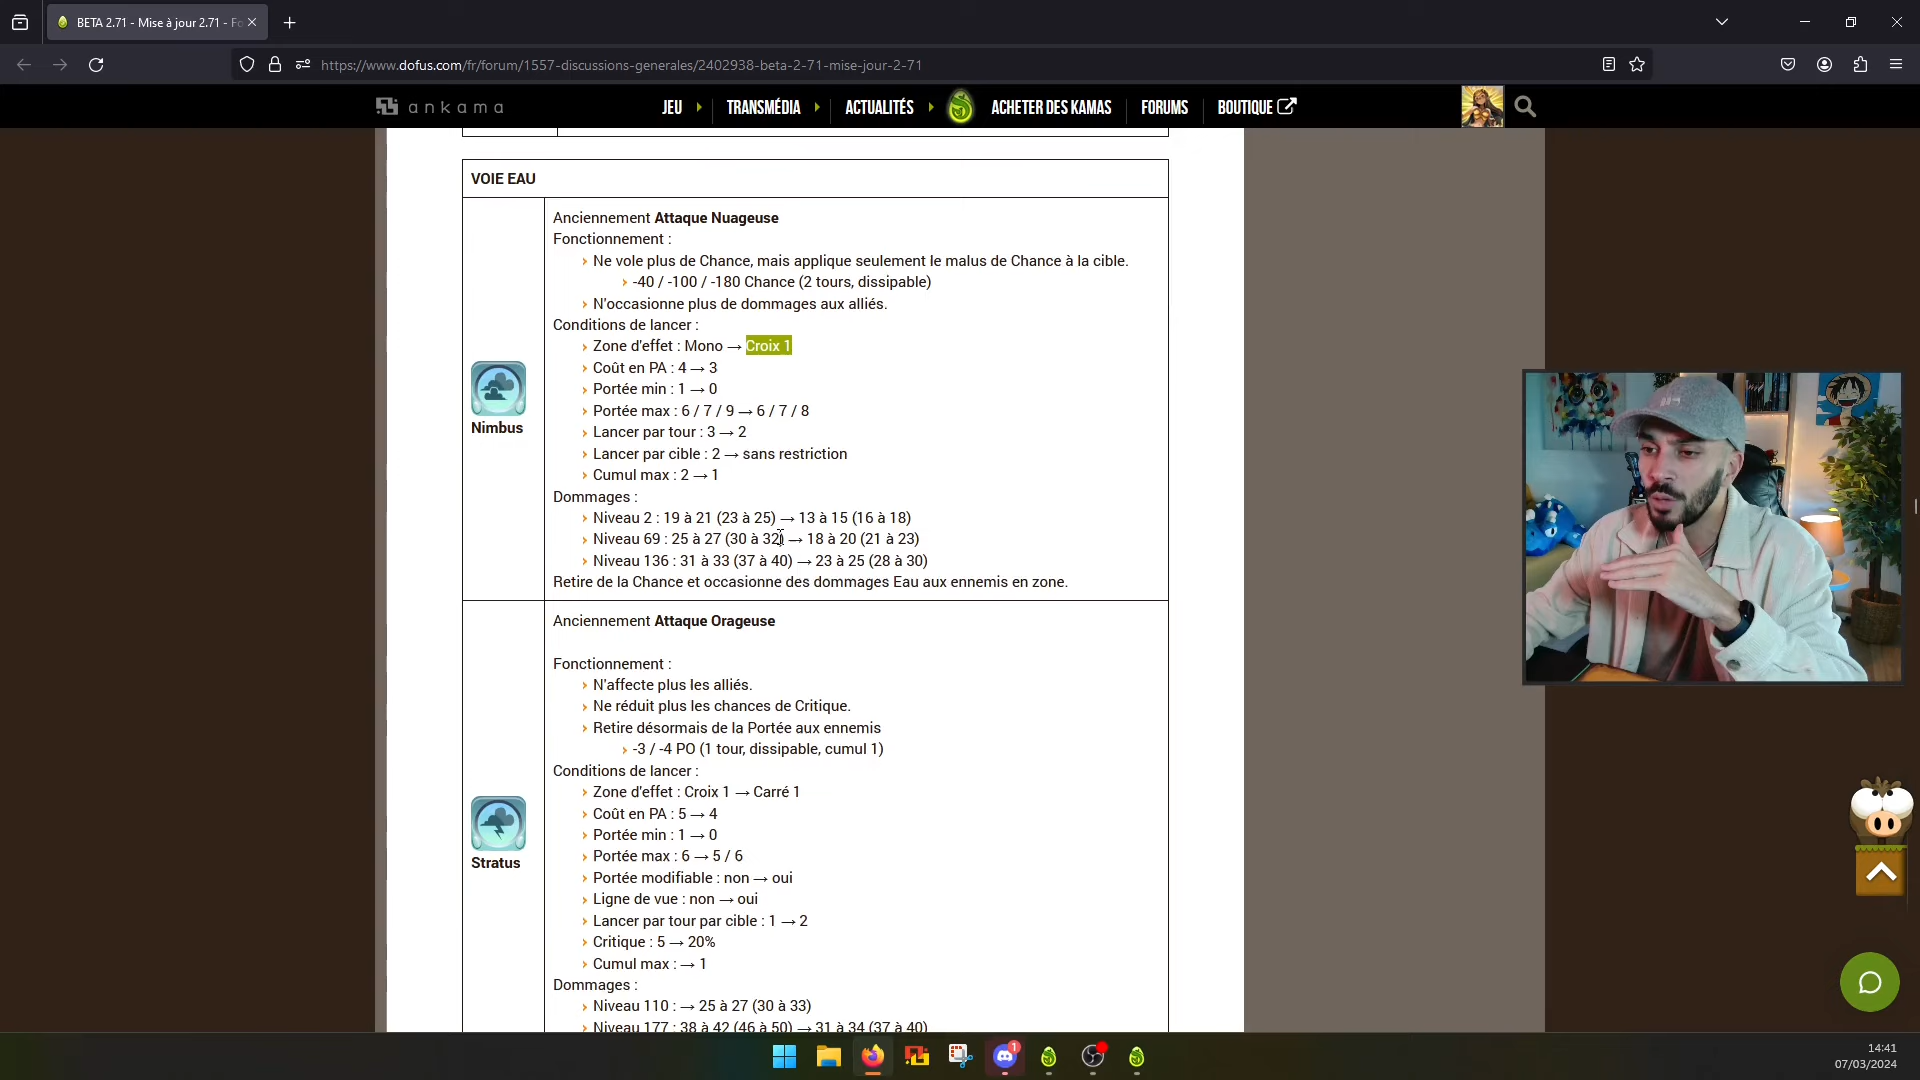 BETA 2.71 - Mise à jour 2.71 - Fo
https://www.dofus.com/fr/forum/1557-discussions-generales/2402938-beta-2-71-mise-jour-2-71
ankama
JEU
TRANSMÉDIA
ACTUALITÉS
ACHETER DES KAMAS
FORUMS
BOUTIQUE
VOIE EAU
Nimbus
Anciennement Attaque Nuageuse
Fonctionnement :
Ne vole plus de Chance, mais applique seulement le malus de Chance à la cible.
-40 / -100 / -180 Chance (2 tours, dissipable)
N'occasionne plus de dommages aux alliés.
Conditions de lancer :
Zone d'effet : Mono → Croix 1
Coût en PA : 4 → 3
Portée min : 1 → 0
Portée max : 6 / 7 / 9 → 6 / 7 / 8
Lancer par tour : 3 → 2
Lancer par cible : 2 → sans restriction
Cumul max : 2 → 1
Dommages :
Niveau 2 : 19 à 21 (23 à 25) → 13 à 15 (16 à 18)
Niveau 69 : 25 à 27 (30 à 32) → 18 à 20 (21 à 23)
Niveau 136 : 31 à 33 (37 à 40) → 23 à 25 (28 à 30)
Retire de la Chance et occasionne des dommages Eau aux ennemis en zone.
Stratus
Anciennement Attaque Orageuse
Fonctionnement :
N'affecte plus les alliés.
Ne réduit plus les chances de Critique.
Retire désormais de la Portée aux ennemis
-3 / -4 PO (1 tour, dissipable, cumul 1)
Conditions de lancer :
Zone d'effet : Croix 1 → Carré 1
Coût en PA : 5 → 4
Portée min : 1 → 0
Portée max : 6 → 5 / 6
Portée modifiable : non → oui
Ligne de vue : non → oui
Lancer par tour par cible : 1 → 2
Critique : 5 → 20%
Cumul max : → 1
Dommages :
Niveau 110 : → 25 à 27 (30 à 33)
Niveau 177 : 38 à 42 (46 à 50) → 31 à 34 (37 à 40)
1
14:41
07/03/2024